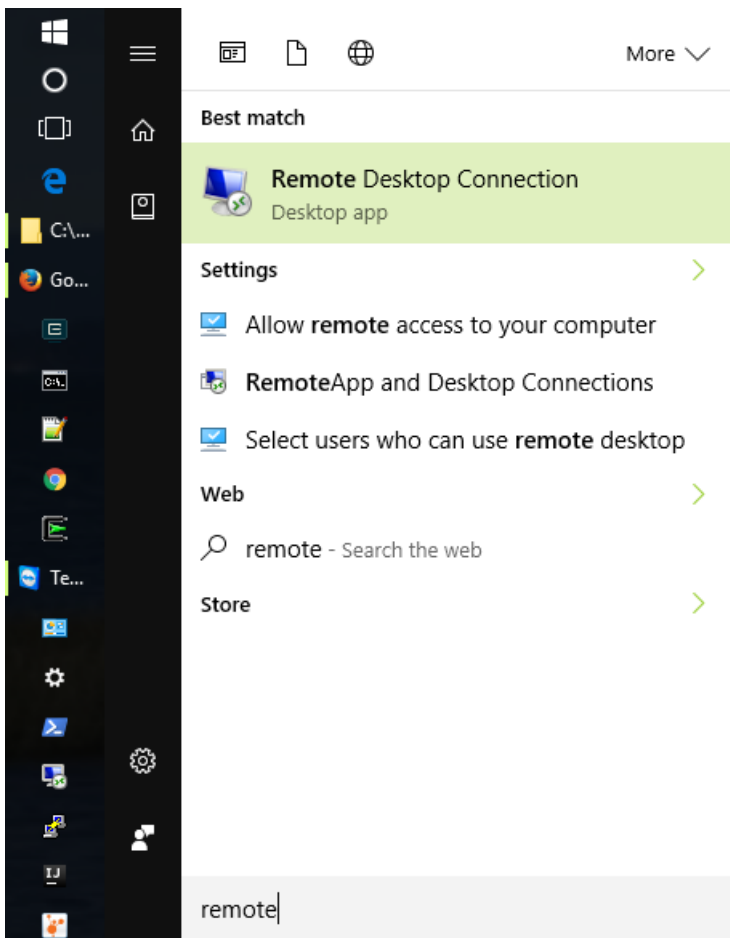 More
Best match
Remote Desktop Connection
Desktop app
C:\...
Settings
Go...
Allow remote access to your computer
C:\.
RemoteApp and Desktop Connections
Select users who can use remote desktop
Web
remote - Search the web
Te...
Store
IJ
remote